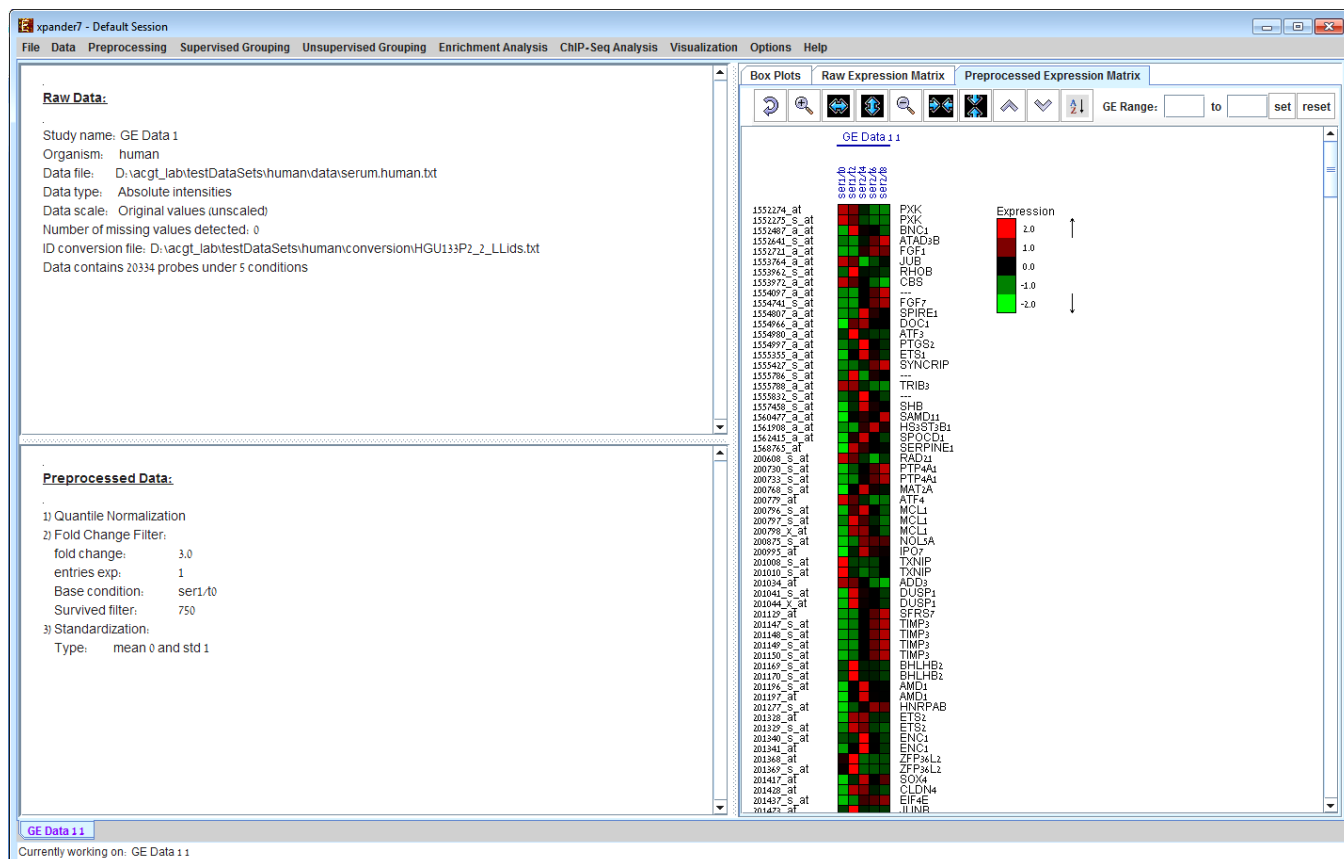 xpander7 - Default Session
File Data Preprocessing Supervised Grouping Unsupervised Grouping Enrichment Analysis ChIP-Seq Analysis Visualization Options Help
Raw Data:
Study name: GE Data 1
Organism: human
Data file: D:\acgt_lab\testDataSets\human\data\serum.human.txt
Data type: Absolute intensities
Data scale: Original values (unscaled)
Number of missing values detected: 0
ID conversion file: D:\acgt_lab\testDataSets\human\conversion\HGU133P2_2_LLids.txt
Data contains 20334 probes under 5 conditions
Preprocessed Data:
1) Quantile Normalization
2) Fold Change Filter:
fold change: 3.0
entries exp: 1
Base condition: ser1/t0
Survived filter: 750
3) Standardization:
Type: mean 0 and std 1
Box Plots Raw Expression Matrix Preprocessed Expression Matrix
GE Range: to set reset
GE Data 1 1
ser1/t0 ser1/t2 ser2/t4 ser2/t6 ser2/t8
1552274_at PXK
1552275_s_at PXK
1552487_a_at BNC1
1552641_s_at ATAD3B
1552721_a_at FGF1
1553764_a_at JUB
1553962_s_at RHOB
1553972_a_at CBS
1554097_a_at ---
1554741_s_at FGF7
1554807_a_at SPIRE1
1554966_a_at DOC1
1554980_a_at ATF3
1554997_a_at PTGS2
1555355_a_at ETS1
1555427_s_at SYNCRIP
1555786_s_at ---
1555788_a_at TRIB3
1555832_s_at ---
1557458_s_at SHB
1560477_a_at SAMD11
1561908_a_at HS3ST3B1
1562415_a_at SPOCD1
1568765_at SERPINE1
200608_s_at RAD21
200730_s_at PTP4A1
200733_s_at PTP4A1
200768_s_at MAT2A
200779_at ATF4
200796_s_at MCL1
200797_s_at MCL1
200798_x_at MCL1
200875_s_at NOL5A
200995_at IPO7
201008_s_at TXNIP
201010_s_at TXNIP
201034_at ADD3
201041_s_at DUSP1
201044_x_at DUSP1
201129_at SFRS7
201147_s_at TIMP3
201148_s_at TIMP3
201149_s_at TIMP3
201150_s_at TIMP3
201169_s_at BHLHB2
201170_s_at BHLHB2
201196_s_at AMD1
201197_at AMD1
201277_s_at HNRPAB
201328_at ETS2
201329_s_at ETS2
201340_s_at ENC1
201341_at ENC1
201368_at ZFP36L2
201369_s_at ZFP36L2
201417_at SOX4
201428_at CLDN4
201437_s_at EIF4E
201473_at JUNB
Expression
2.0
1.0
0.0
-1.0
-2.0
GE Data 1 1
Currently working on: GE Data 1 1